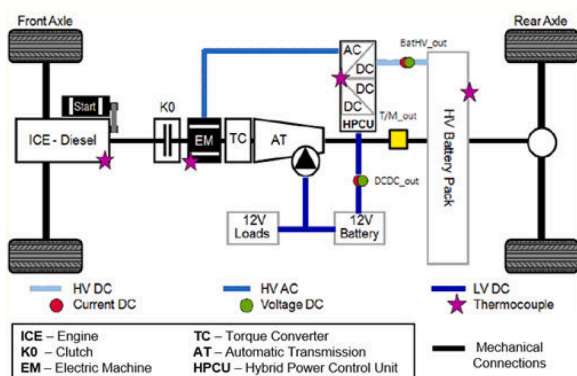 Front Axle
Rear Axle
Start
ICE - Diesel
K0
EM
TC
AT
AC
DC
DC
DC
HPCU
BatHV_out
T/M_out
DCDC_out
HV Battery Pack
12V
Loads
12V
Battery
HV DC
HV AC
LV DC
Current DC
Voltage DC
Thermocouple
ICE – Engine
K0 – Clutch
EM – Electric Machine
TC – Torque Converter
AT – Automatic Transmission
HPCU – Hybrid Power Control Unit
Mechanical
Connections